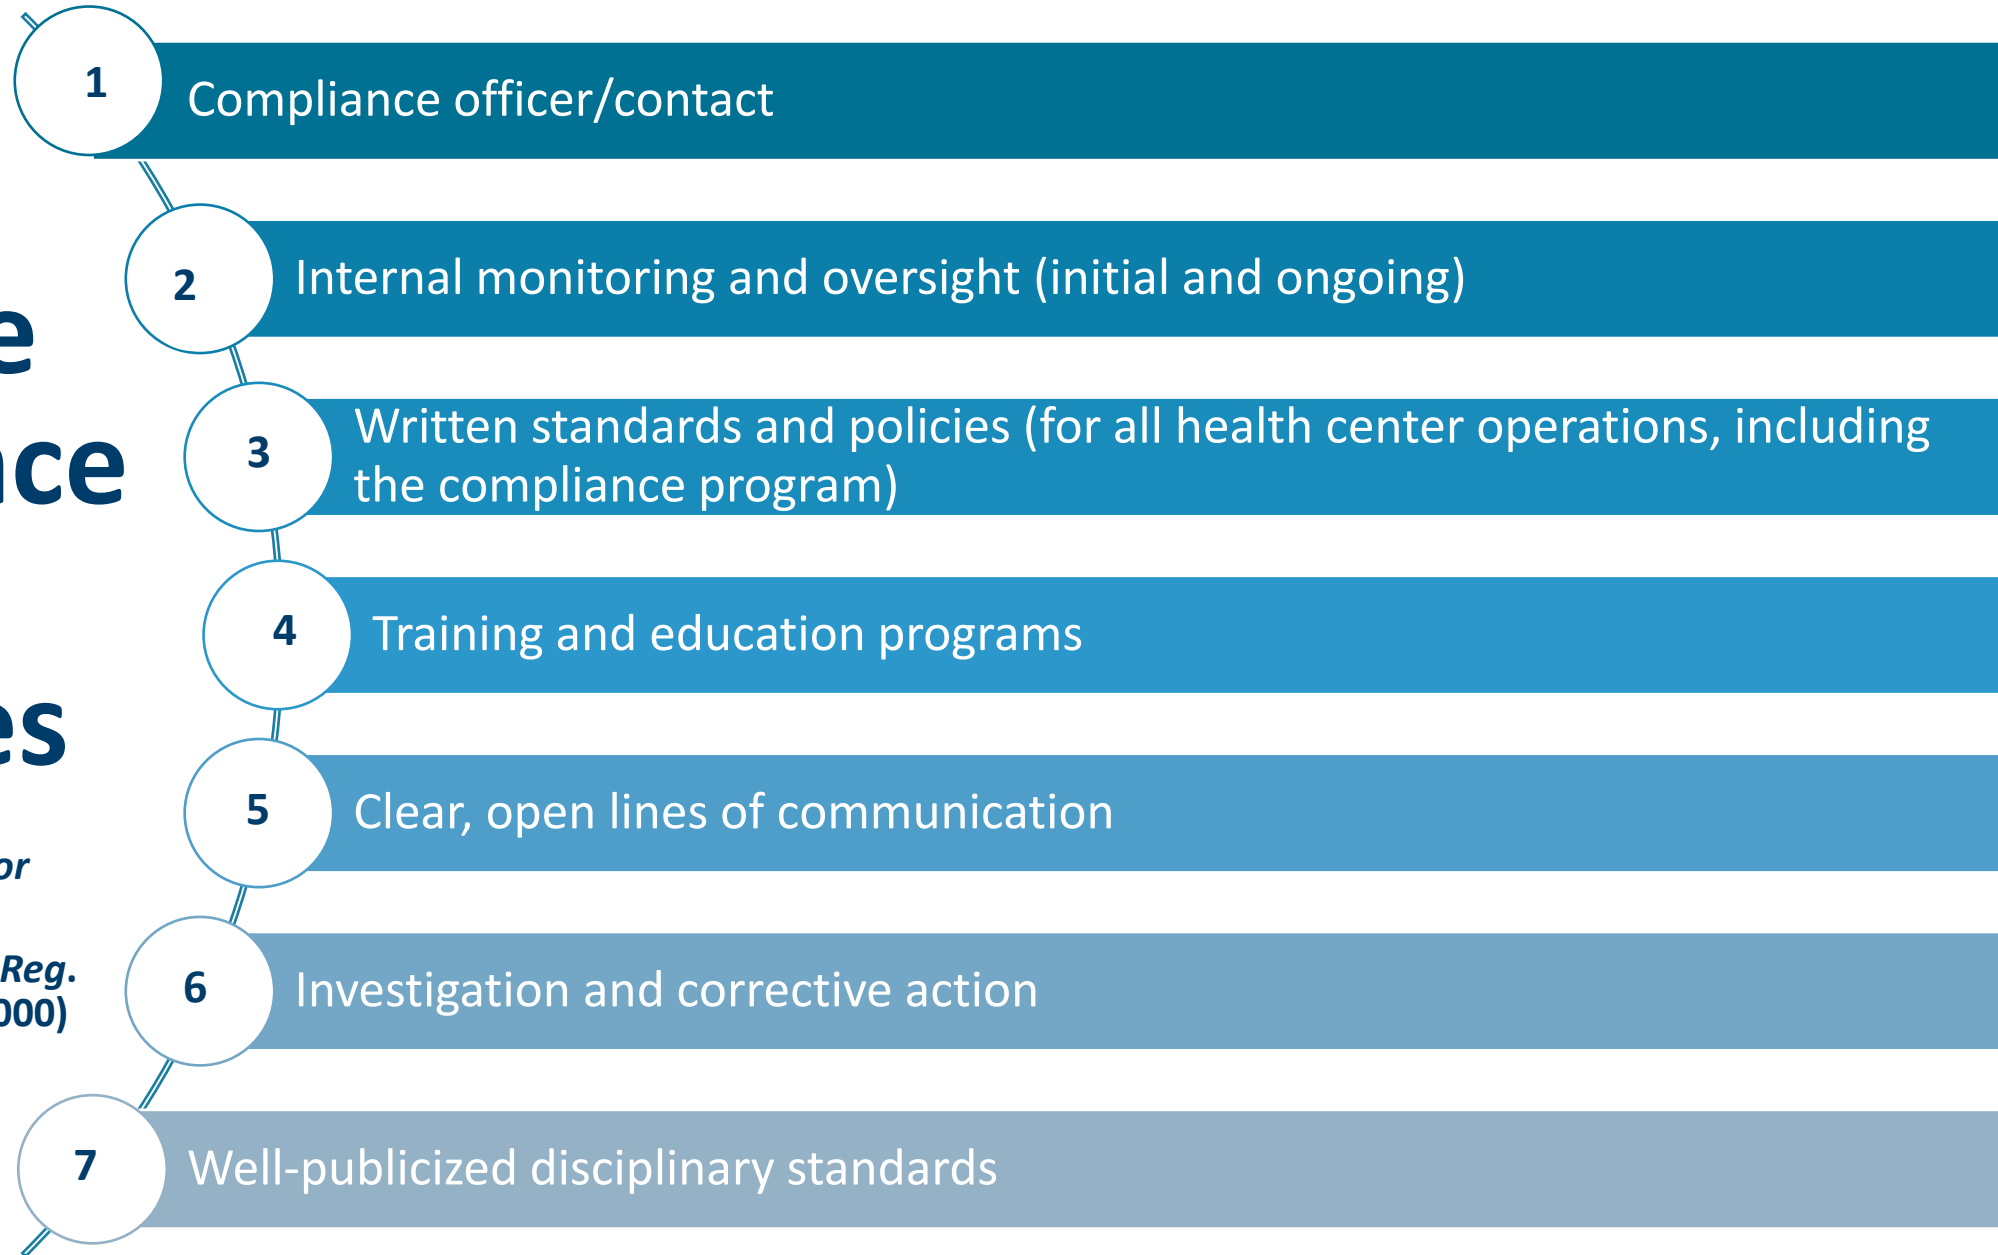 e
nce
es
or
Reg.
000)
1
Compliance officer/contact
2
Internal monitoring and oversight (initial and ongoing)
3
Written standards and policies (for all health center operations, including
the compliance program)
4
Training and education programs
5
Clear, open lines of communication
6
Investigation and corrective action
7
Well-publicized disciplinary standards